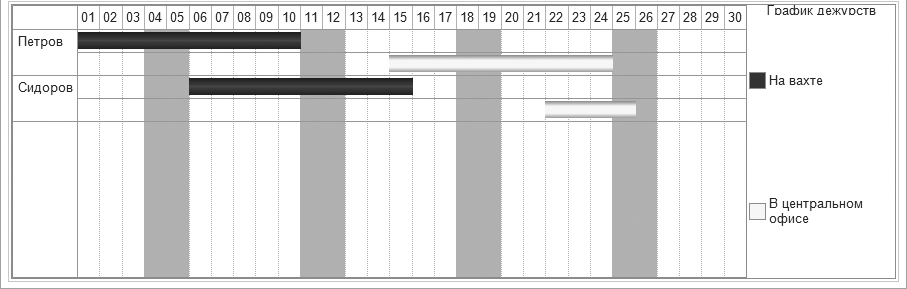 01 02 03 04 05 06 07 08 09 10 11 12 13 14 15 16 17 18 19 20 21 22 23 24 25 26 27 28 29 30
График дежурств
Петров
Сидоров
На вахте
В центральном
офисе